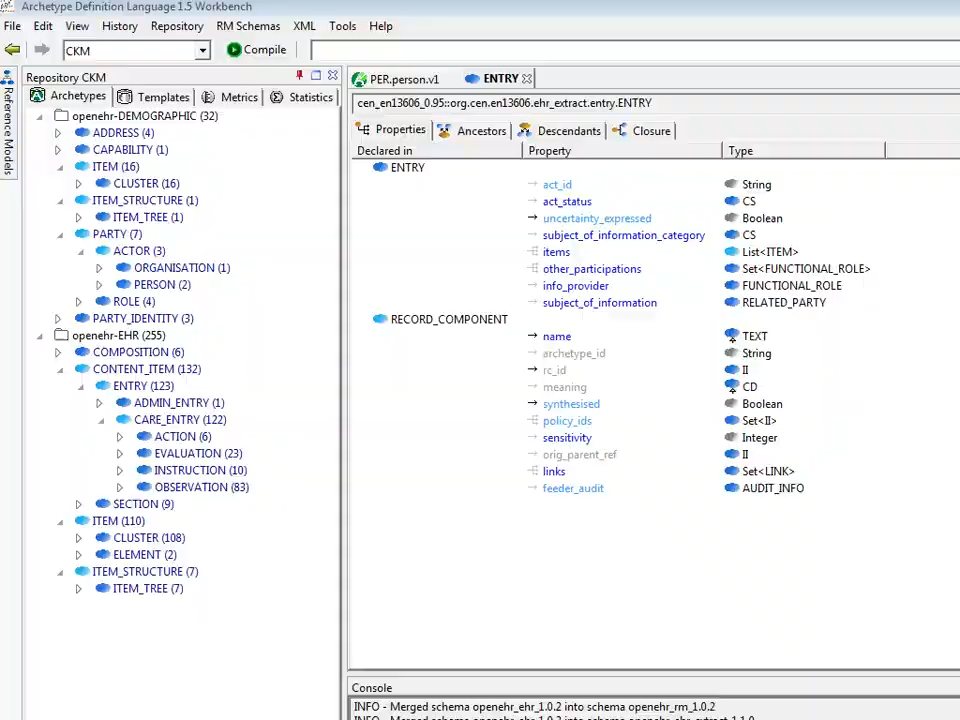 Archetype Definition Language 1.5 Workbench
File Edit View History Repository RM Schemas XML Tools Help
CKM Compile
Reference Models
Repository CKM
Archetypes Templates Metrics Statistics
openehr-DEMOGRAPHIC (32)
ADDRESS (4)
CAPABILITY (1)
ITEM (16)
CLUSTER (16)
ITEM_STRUCTURE (1)
ITEM_TREE (1)
PARTY (7)
ACTOR (3)
ORGANISATION (1)
PERSON (2)
ROLE (4)
PARTY_IDENTITY (3)
openehr-EHR (255)
COMPOSITION (6)
CONTENT_ITEM (132)
ENTRY (123)
ADMIN_ENTRY (1)
CARE_ENTRY (122)
ACTION (6)
EVALUATION (23)
INSTRUCTION (10)
OBSERVATION (83)
SECTION (9)
ITEM (110)
CLUSTER (108)
ELEMENT (2)
ITEM_STRUCTURE (7)
ITEM_TREE (7)
PER.person.v1 ENTRY
cen_en13606_0.95::org.cen.en13606.ehr_extract.entry.ENTRY
Properties Ancestors Descendants Closure
Declared in Property Type
ENTRY
act_id String
act_status CS
uncertainty_expressed Boolean
subject_of_information_category CS
items List<ITEM>
other_participations Set<FUNCTIONAL_ROLE>
info_provider FUNCTIONAL_ROLE
subject_of_information RELATED_PARTY
RECORD_COMPONENT
name TEXT
archetype_id String
rc_id II
meaning CD
synthesised Boolean
policy_ids Set<II>
sensitivity Integer
orig_parent_ref II
links Set<LINK>
feeder_audit AUDIT_INFO
Console
INFO - Merged schema openehr_ehr_1.0.2 into schema openehr_rm_1.0.2